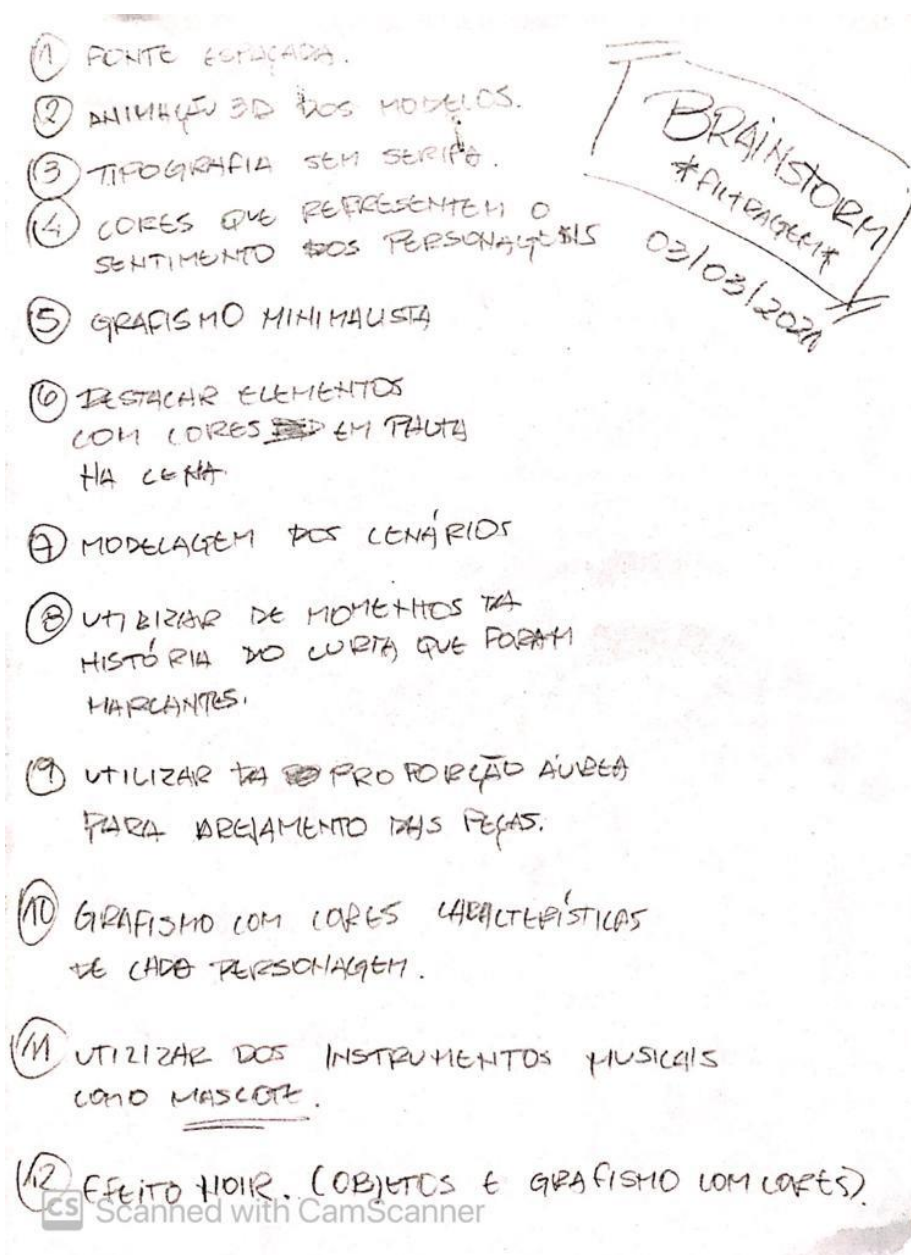 BRAINSTORM
*FILTRAGEM*
03/03/2021
1 FONTE ESPAÇADA.
2 ANIMAÇÃO 3D DOS MODELOS.
3 TIPOGRAFIA SEM SERIFA.
4 CORES QUE REPRESENTEM O
SENTIMENTO DOS PERSONAGENS
5 GRAFISMO MINIMALISTA
6 DESTACAR ELEMENTOS
COM CORES EM PAUTA
NA CENA.
7 MODELAGEM DOS CENÁRIOS
8 UTILIZAR DE MOMENTOS DA
HISTÓRIA DO CURTA QUE FORAM
MARCANTES.
9 UTILIZAR DA PROPORÇÃO ÁUREA
PARA AREJAMENTO DAS PEÇAS.
10 GRAFISMO COM CORES CARACTERÍSTICAS
DE CADA PERSONAGEM.
11 UTILIZAR DOS INSTRUMENTOS MUSICAIS
COMO MASCOTE.
12 EFEITO NOIR. (OBJETOS E GRAFISMO COM CORES).
CS Scanned with CamScanner